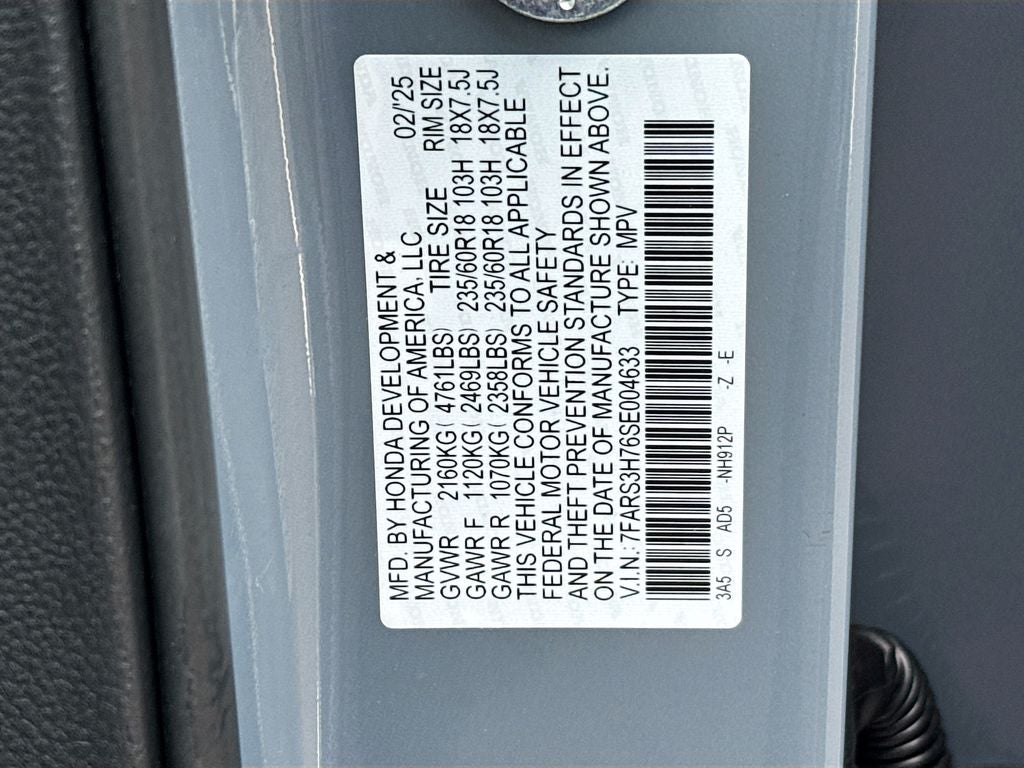 MFD. BY HONDA DEVELOPMENT &
MANUFACTURING OF AMERICA, LLC 02/'25
GVWR 2160KG( 4761LBS) TIRE SIZE RIM SIZE
GAWR F 1120KG( 2469LBS) 235/60R18 103H 18X7.5J
GAWR R 1070KG( 2358LBS) 235/60R18 103H 18X7.5J
THIS VEHICLE CONFORMS TO ALL APPLICABLE
FEDERAL MOTOR VEHICLE SAFETY
AND THEFT PREVENTION STANDARDS IN EFFECT
ON THE DATE OF MANUFACTURE SHOWN ABOVE.
V.I.N.: 7FARS3H76SE004633 TYPE: MPV
3A5 S AD5 -NH912P -Z -E